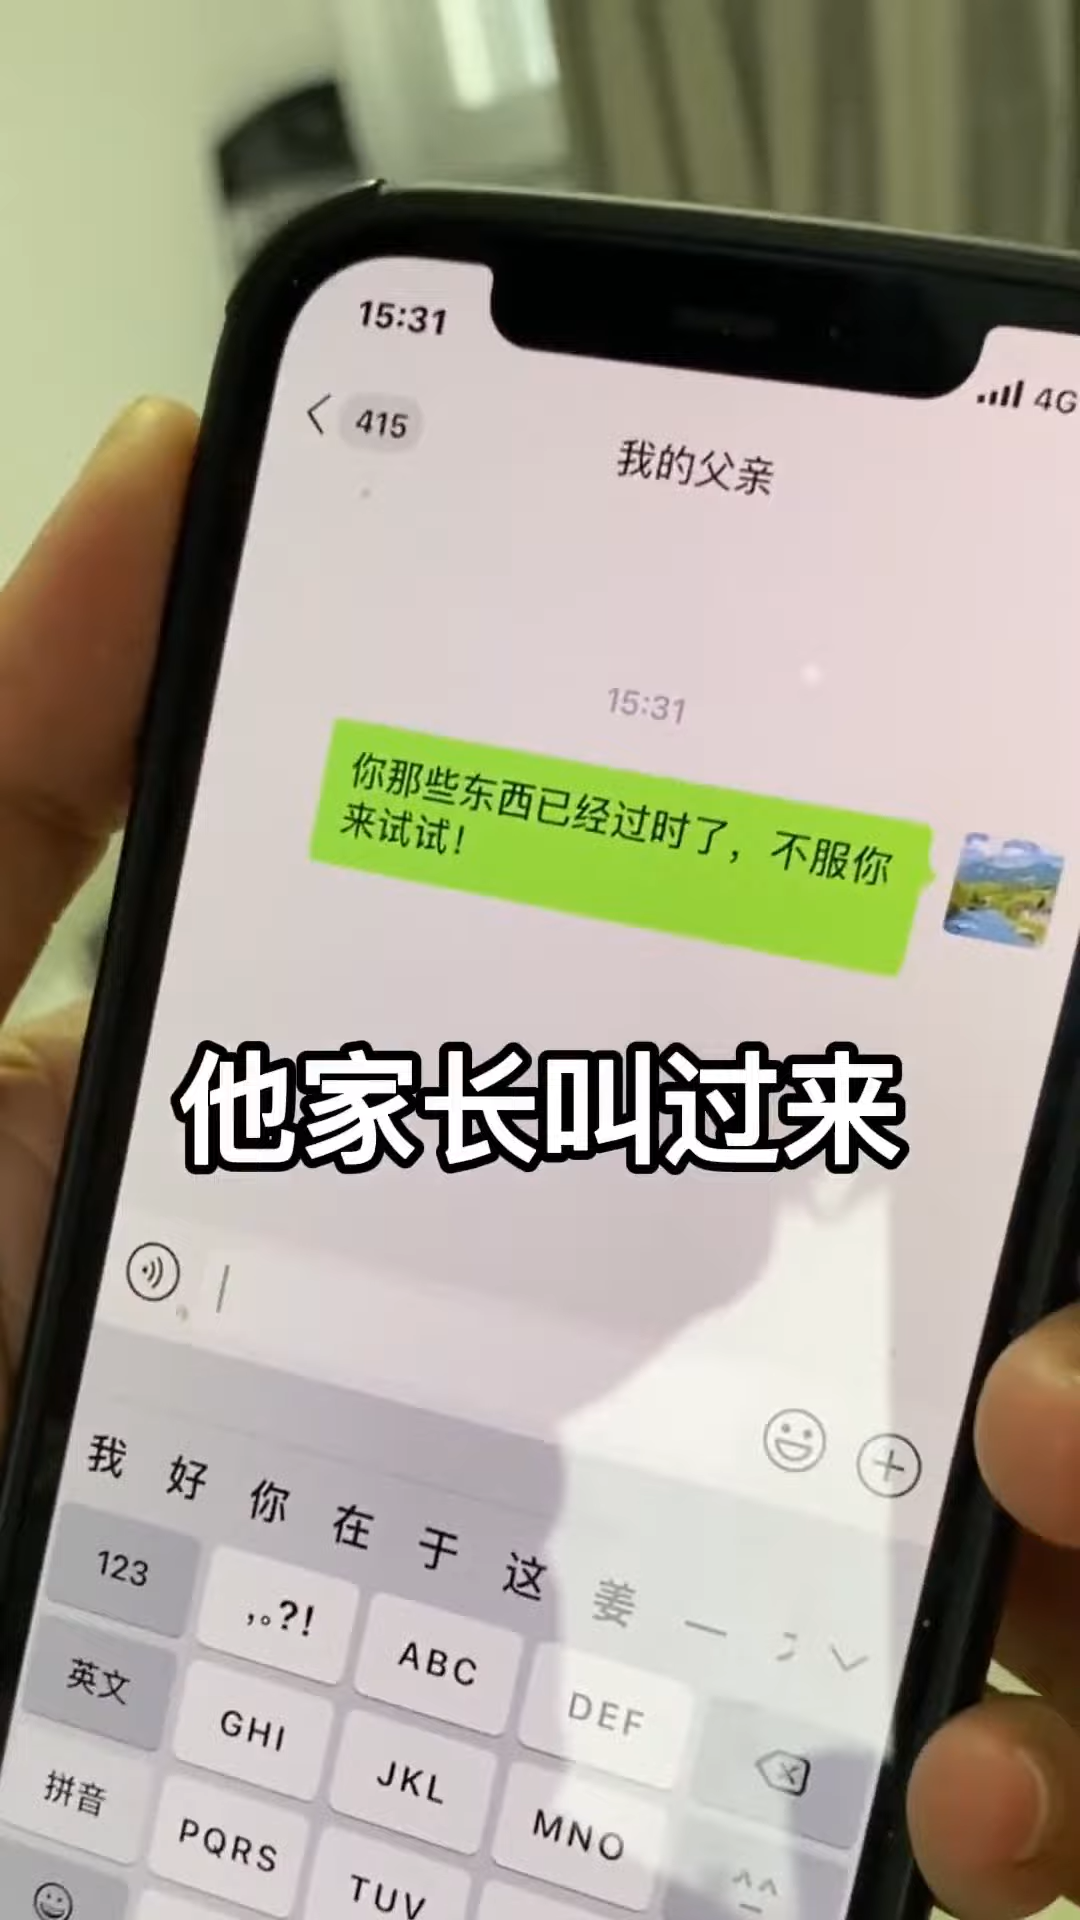 15:31
4G
415
我的父亲
15:31
你那些东西已经过时了，不服你
来试试！
他家长叫过来
我 好 你 在 于 这 姜 一
123
,。?!
ABC
DEF
英文
GHI
JKL
MNO
拼音
PQRS
TUV
^^